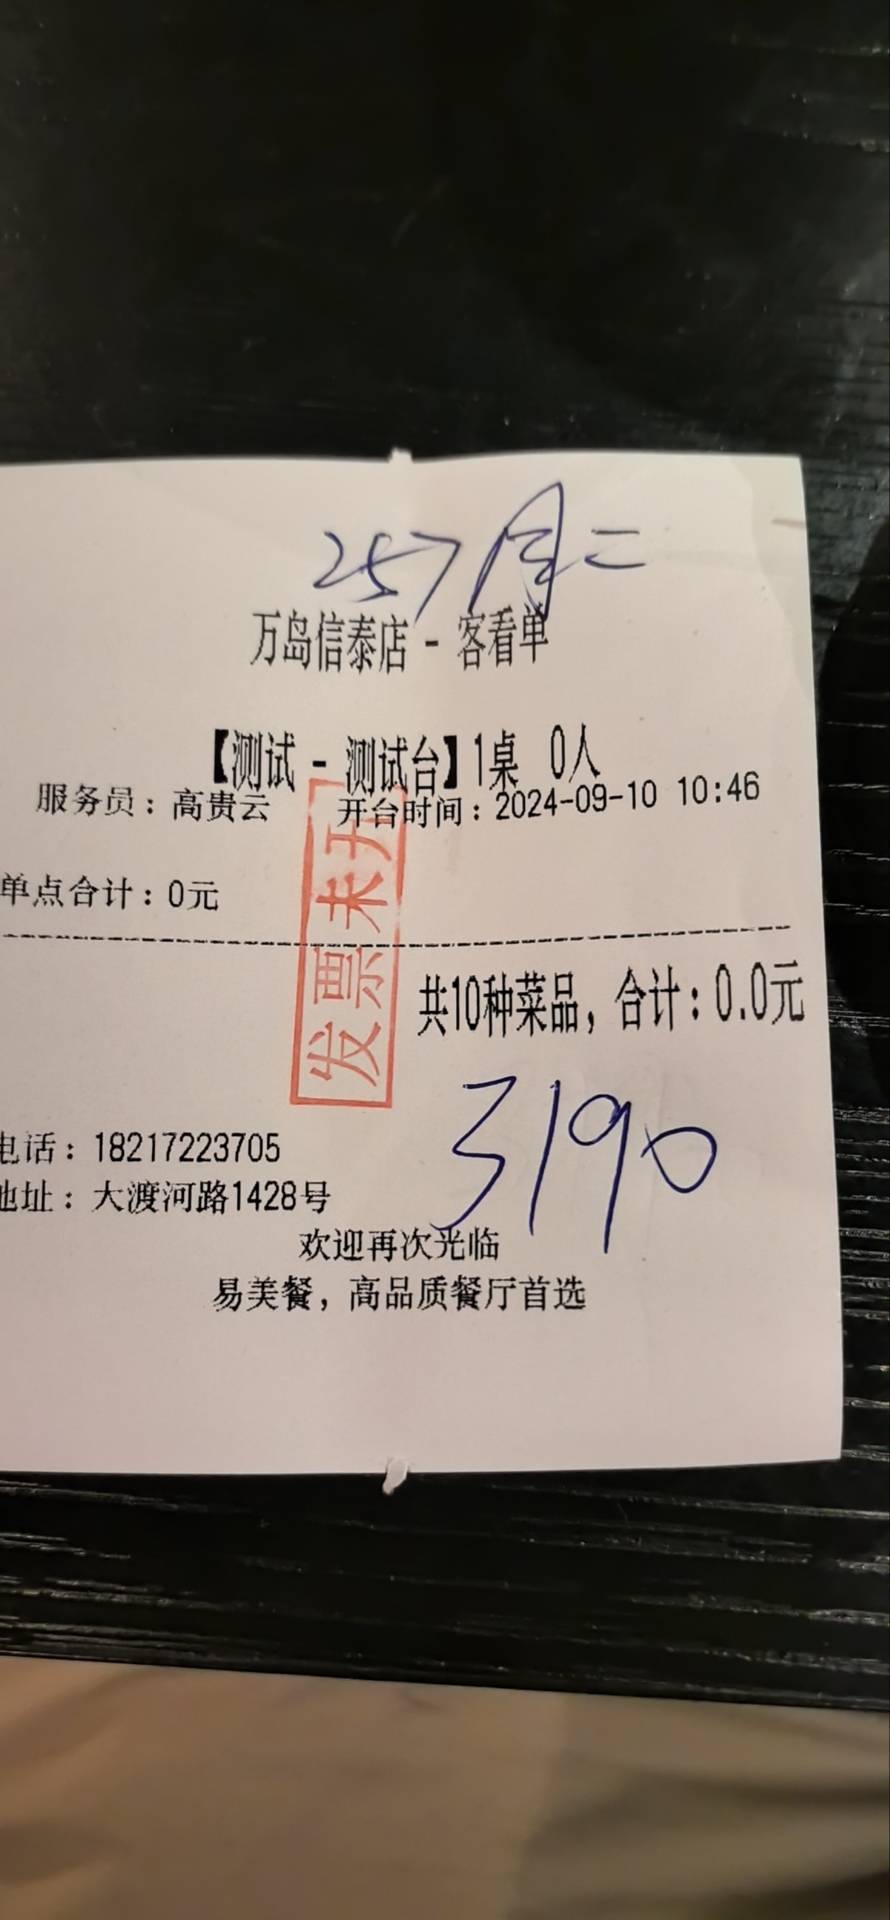 257周二
万岛信泰店 - 客看单
【测试 - 测试台】1桌 0人
服务员：高贵云 开台时间：2024-09-10 10:46
单点合计：0元
发票未开
共10种菜品，合计：0.0元
3190
电话：18217223705
地址：大渡河路1428号
欢迎再次光临
易美餐，高品质餐厅首选